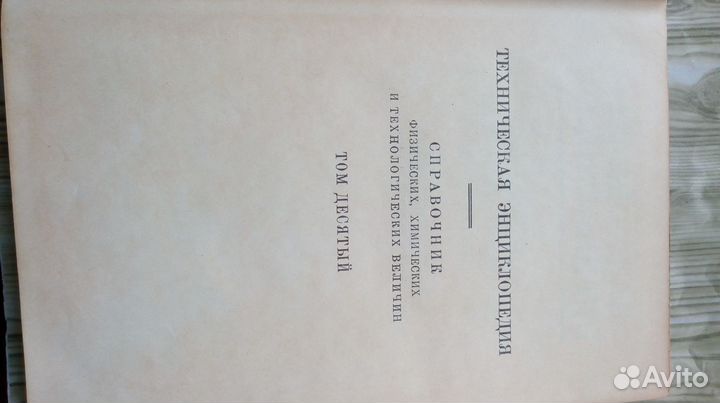 ТЕХНИЧЕСКАЯ ЭНЦИКЛОПЕДИЯ
СПРАВОЧНИК
ФИЗИЧЕСКИХ, ХИМИЧЕСКИХ
И ТЕХНОЛОГИЧЕСКИХ ВЕЛИЧИН
ТОМ ДЕСЯТЫЙ
Avito